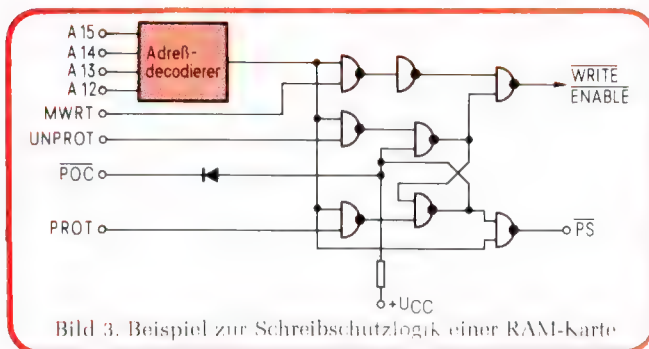 A 15
A 14
A 13
A 12
Adreß-
decodierer
MWRT
UNPROT
POC
PROT
WRITE
ENABLE
PS
+UCC
Bild 3. Beispiel zur Schreibschutzlogik einer RAM-Karte